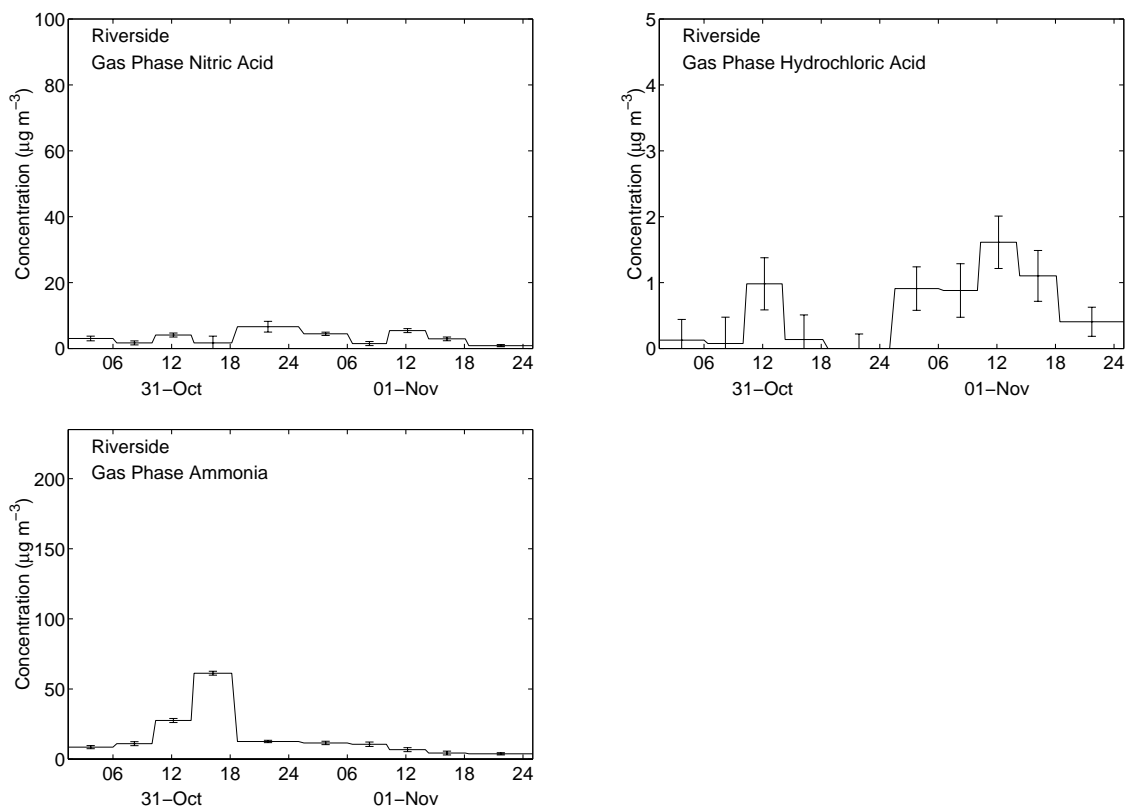 100
80
60
40
20
0
Concentration (µg m−3)
Riverside
Gas Phase Nitric Acid
06 12 18 24 06 12 18 24
31−Oct 01−Nov
5
4
3
2
1
0
Concentration (µg m−3)
Riverside
Gas Phase Hydrochloric Acid
06 12 18 24 06 12 18 24
31−Oct 01−Nov
200
150
100
50
0
Concentration (µg m−3)
Riverside
Gas Phase Ammonia
06 12 18 24 06 12 18 24
31−Oct 01−Nov